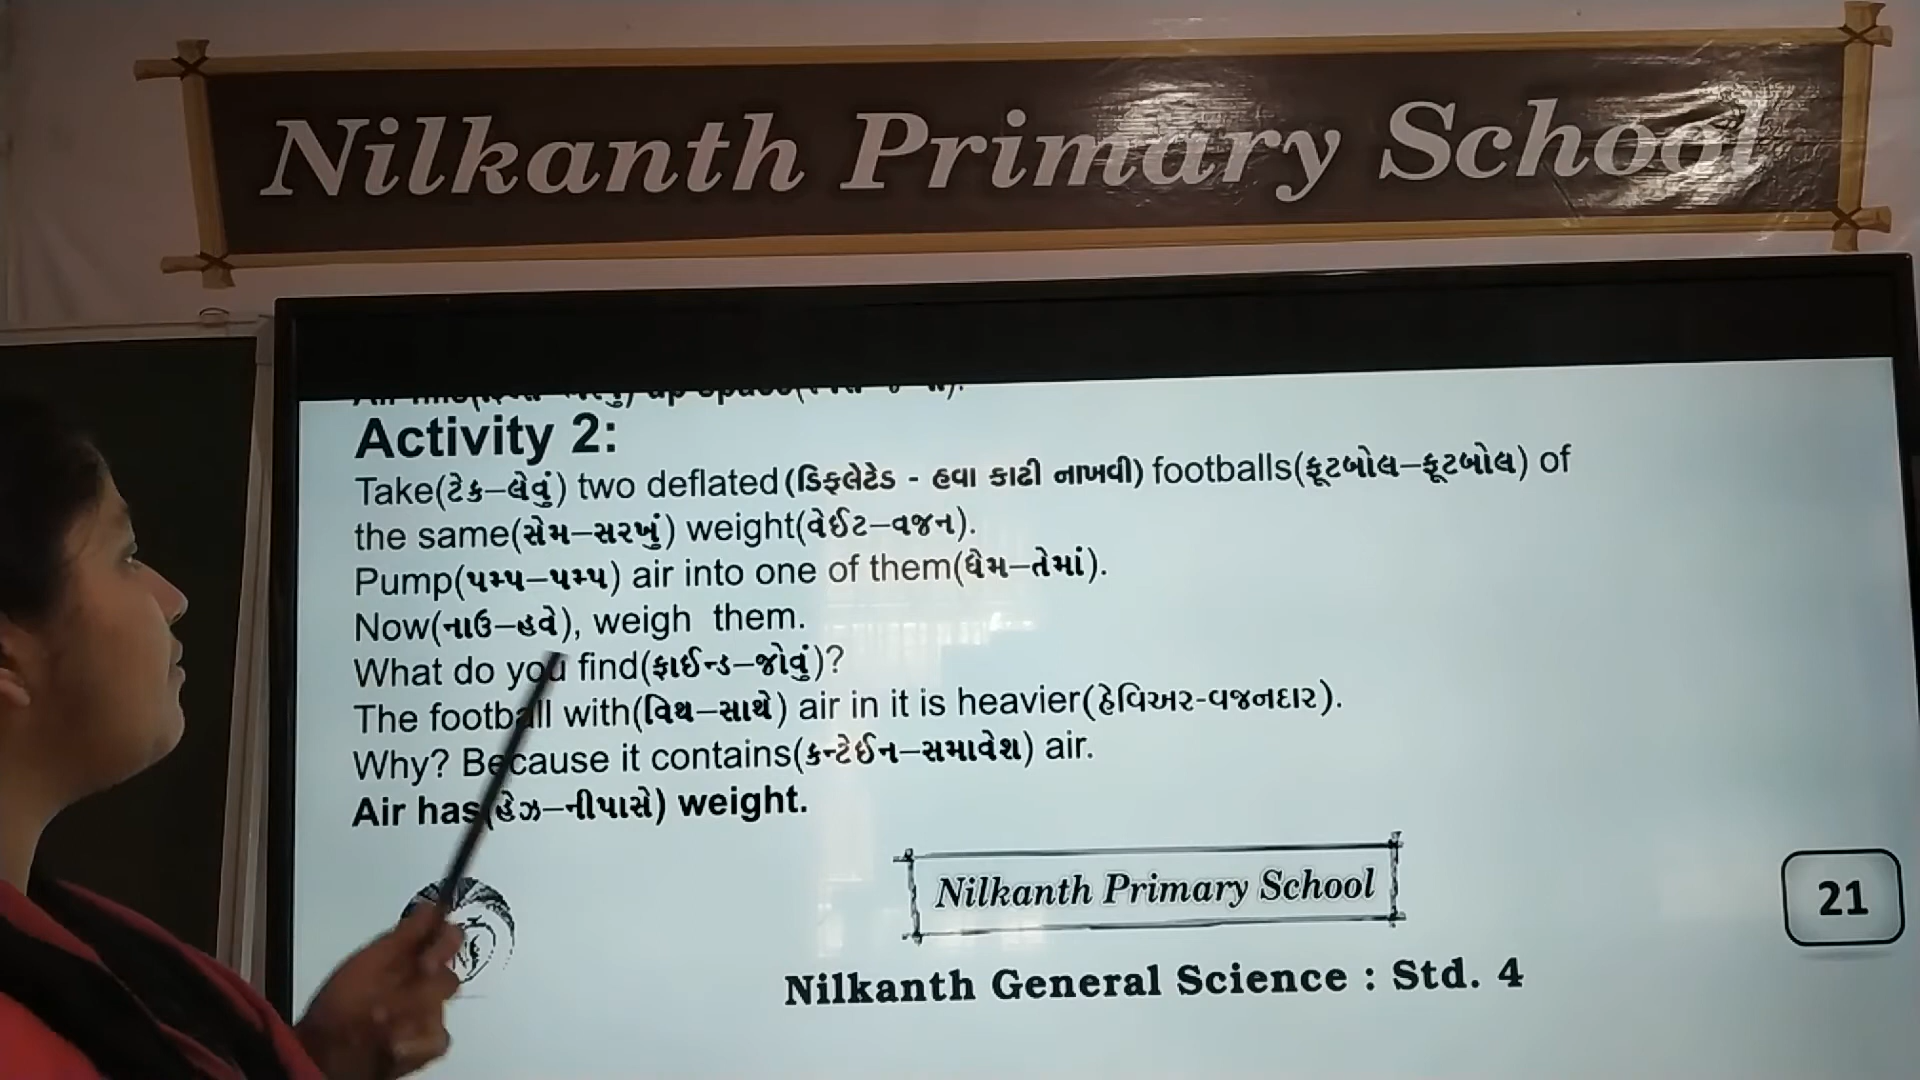 Nilkanth Primary School
Activity 2:
Take(ટેક–લેવું) two deflated (ડિફલેટેડ - હવા કાઢી નાખવી) footballs(ફૂટબોલ–ફૂટબોલ) of
the same(સેમ–સરખું) weight(વેઈટ–વજન).
Pump(પમ્પ–પમ્પ) air into one of them(ધેમ–તેમાં).
Now(નાઉ–હવે), weigh them.
What do you find(ફાઈન્ડ–જોવું)?
The football with(વિથ–સાથે) air in it is heavier(હેવિઅર-વજનદાર).
Why? Because it contains(કન્ટેઈન–સમાવેશ) air.
Air has(હેઝ–નીપાસે) weight.
Nilkanth Primary School
21
Nilkanth General Science : Std. 4